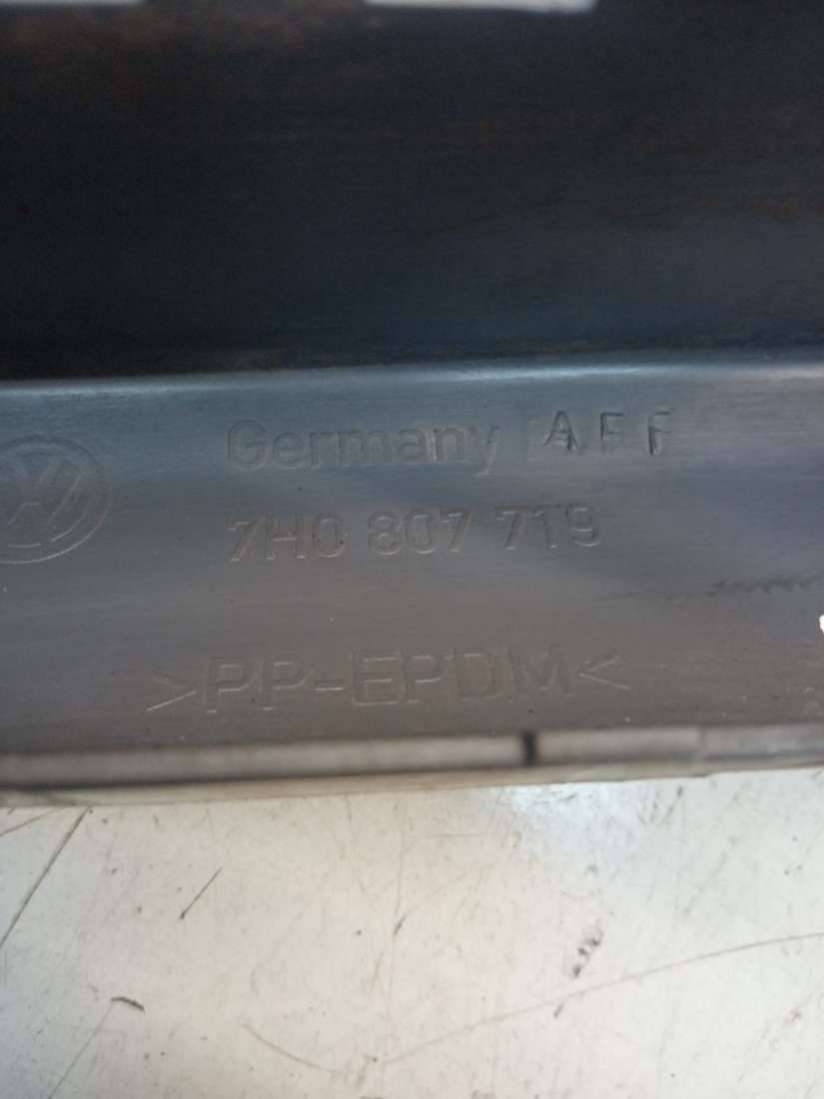 Germany AFF
7H0 807 719
>PP-EPDM<